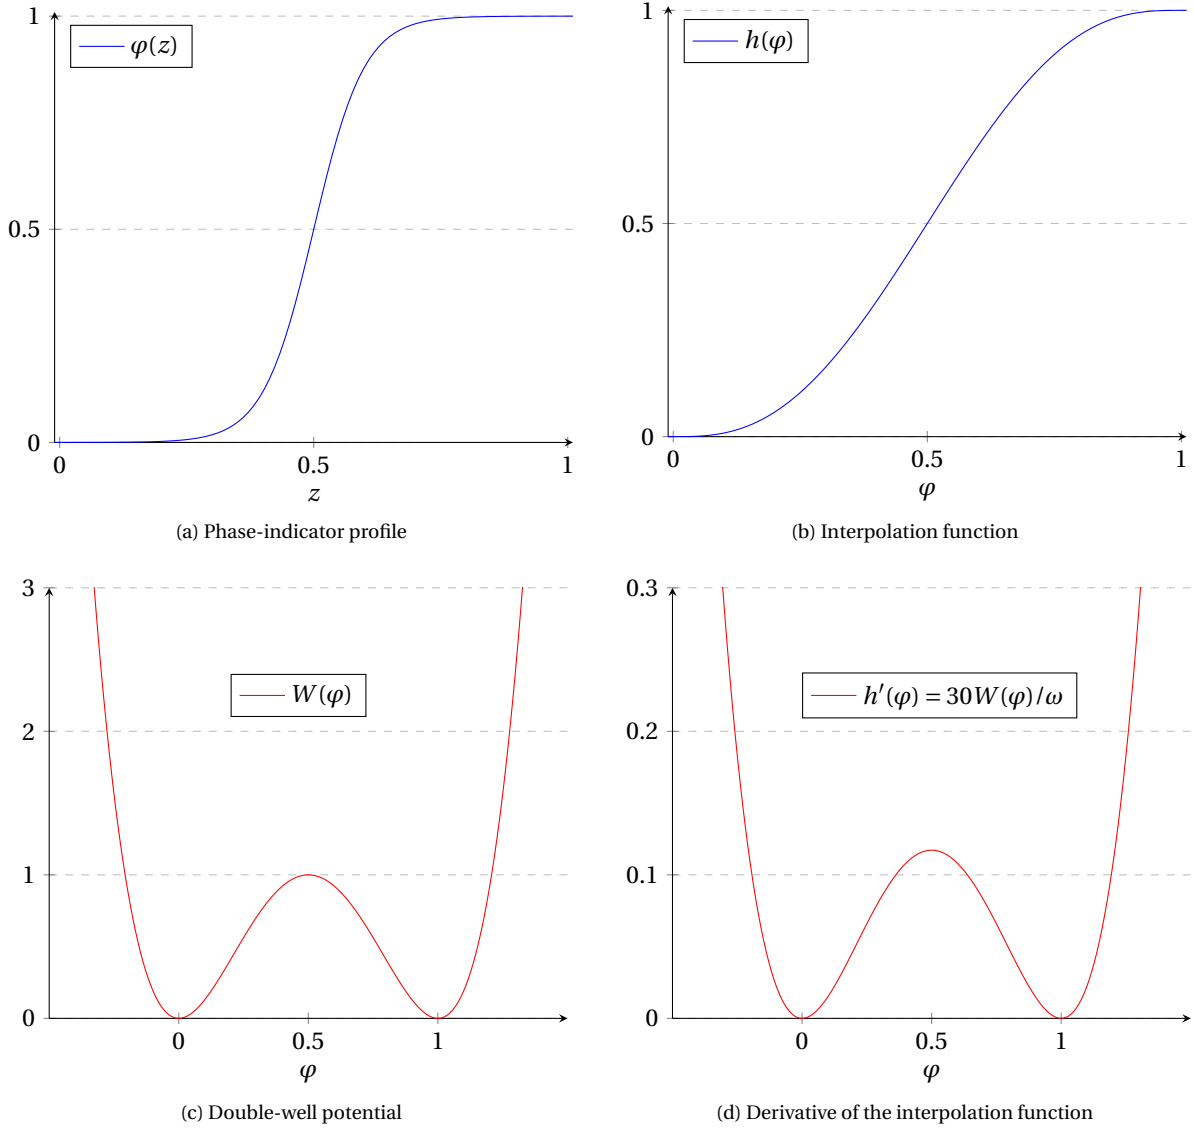 1
φ(z)
0.5
0
0
0.5
1
z
(a) Phase-indicator profile
1
h(φ)
0.5
0
0
0.5
1
φ
(b) Interpolation function
3
W(φ)
2
1
0
0
0.5
1
φ
(c) Double-well potential
0.3
h′(φ) = 30W(φ)/ω
0.2
0.1
0
0
0.5
1
φ
(d) Derivative of the interpolation function